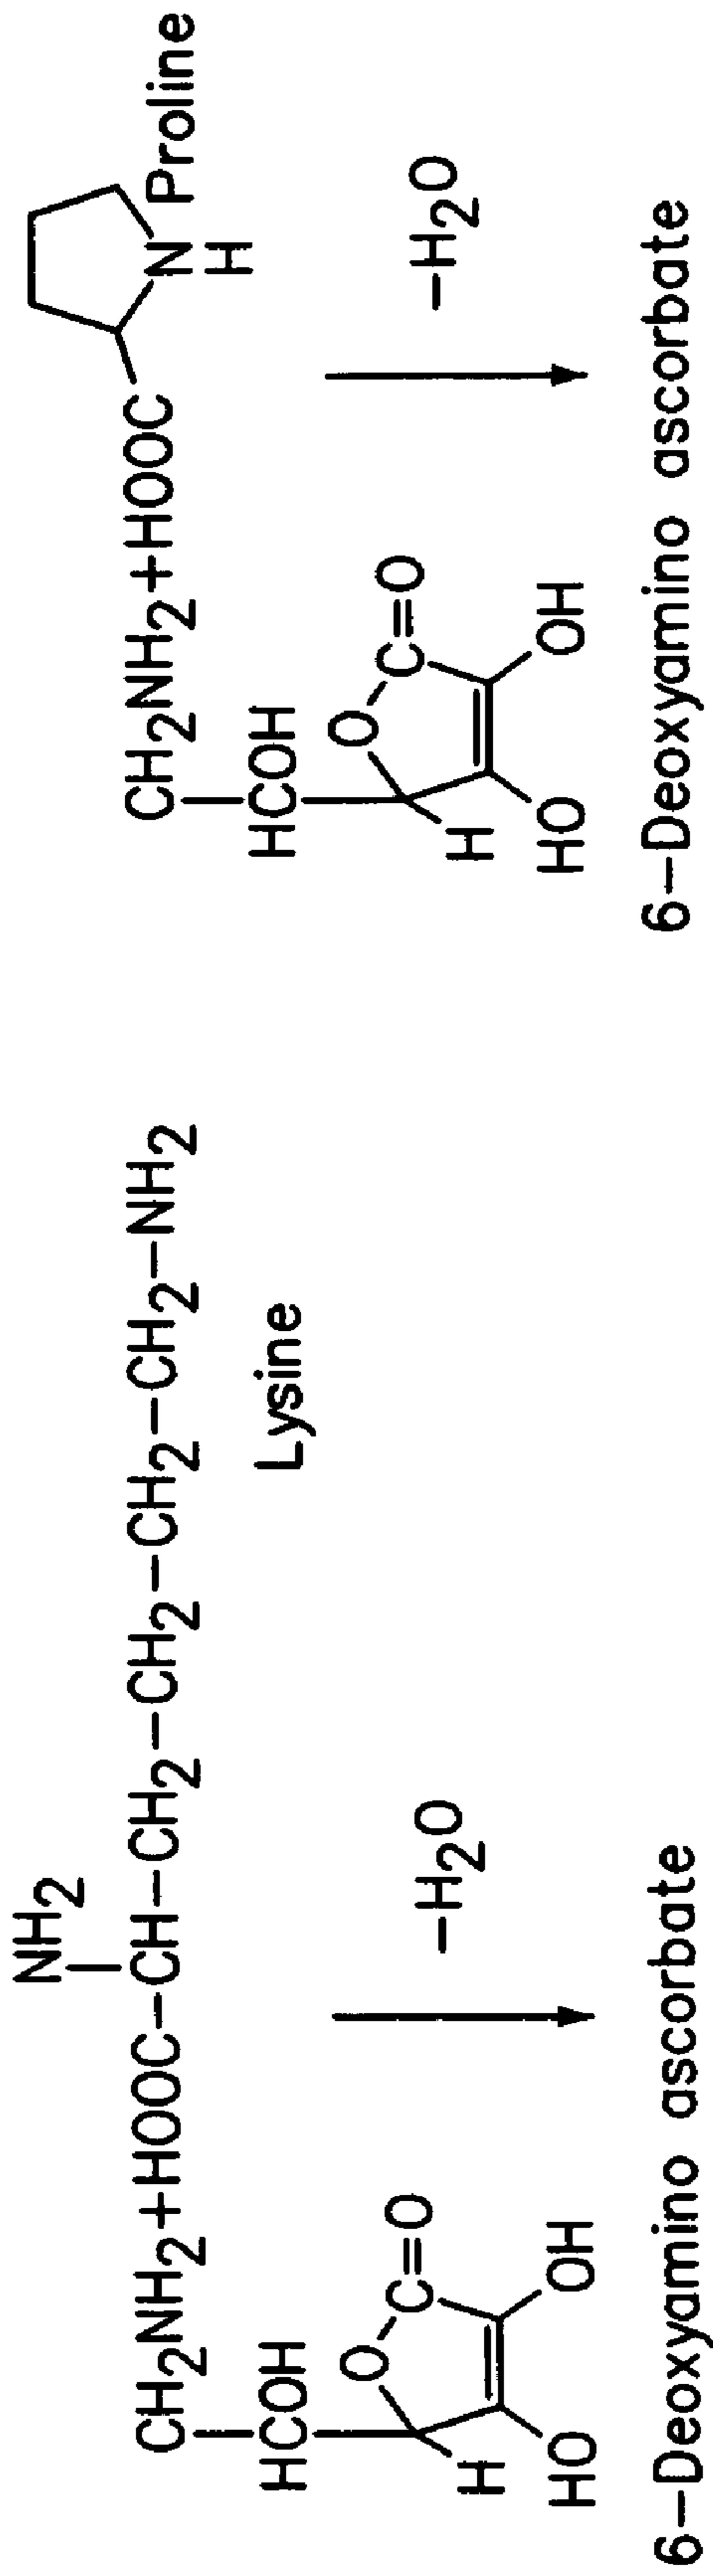 NH2
CH2NH2+HOOC-CH-CH2-CH2-CH2-CH2-NH2
HCOH
Lysine
O
C=O
H
HO
OH
-H2O
6-Deoxyamino ascorbate
CH2NH2+HOOC
N
H
Proline
HCOH
O
C=O
H
HO
OH
-H2O
6-Deoxyamino ascorbate